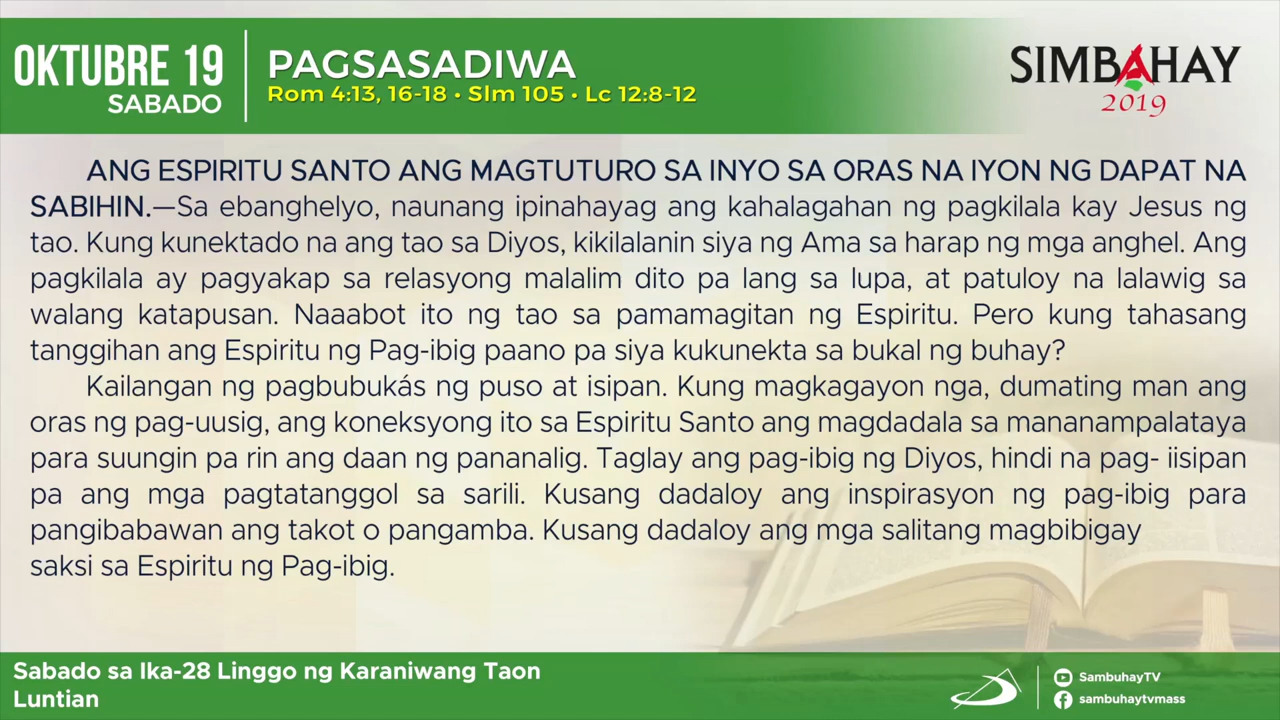 OKTUBRE 19
SABADO
PAGSASADIWA
Rom 4:13, 16-18 • Slm 105 • Lc 12:8-12
SIMBAHAY
2019
ANG ESPIRITU SANTO ANG MAGTUTURO SA INYO SA ORAS NA IYON NG DAPAT NA
SABIHIN.—Sa ebanghelyo, naunang ipinahayag ang kahalagahan ng pagkilala kay Jesus ng
tao. Kung kunektado na ang tao sa Diyos, kikilalanin siya ng Ama sa harap ng mga anghel. Ang
pagkilala ay pagyakap sa relasyong malalim dito pa lang sa lupa, at patuloy na lalawig sa
walang katapusan. Naaabot ito ng tao sa pamamagitan ng Espiritu. Pero kung tahasang
tanggihan ang Espiritu ng Pag-ibig paano pa siya kukunekta sa bukal ng buhay?
Kailangan ng pagbubukás ng puso at isipan. Kung magkagayon nga, dumating man ang
oras ng pag-uusig, ang koneksyong ito sa Espiritu Santo ang magdadala sa mananampalataya
para suungin pa rin ang daan ng pananalig. Taglay ang pag-ibig ng Diyos, hindi na pag- iisipan
pa ang mga pagtatanggol sa sarili. Kusang dadaloy ang inspirasyon ng pag-ibig para
pangibabawan ang takot o pangamba. Kusang dadaloy ang mga salitang magbibigay
saksi sa Espiritu ng Pag-ibig.
Sabado sa Ika-28 Linggo ng Karaniwang Taon
Luntian
SambuhayTV
sambuhaytvmass